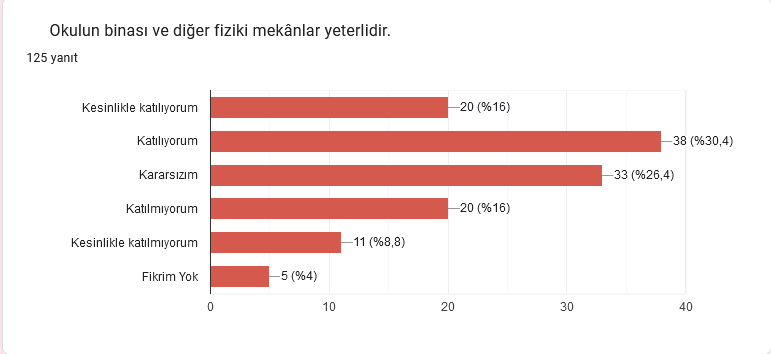 Okulun binası ve diğer fiziki mekânlar yeterlidir.
125 yanıt
Kesinlikle katılıyorum 20 (%16)
Katılıyorum 38 (%30,4)
Kararsızım 33 (%26,4)
Katılmıyorum 20 (%16)
Kesinlikle katılmıyorum 11 (%8,8)
Fikrim Yok 5 (%4)
0 10 20 30 40